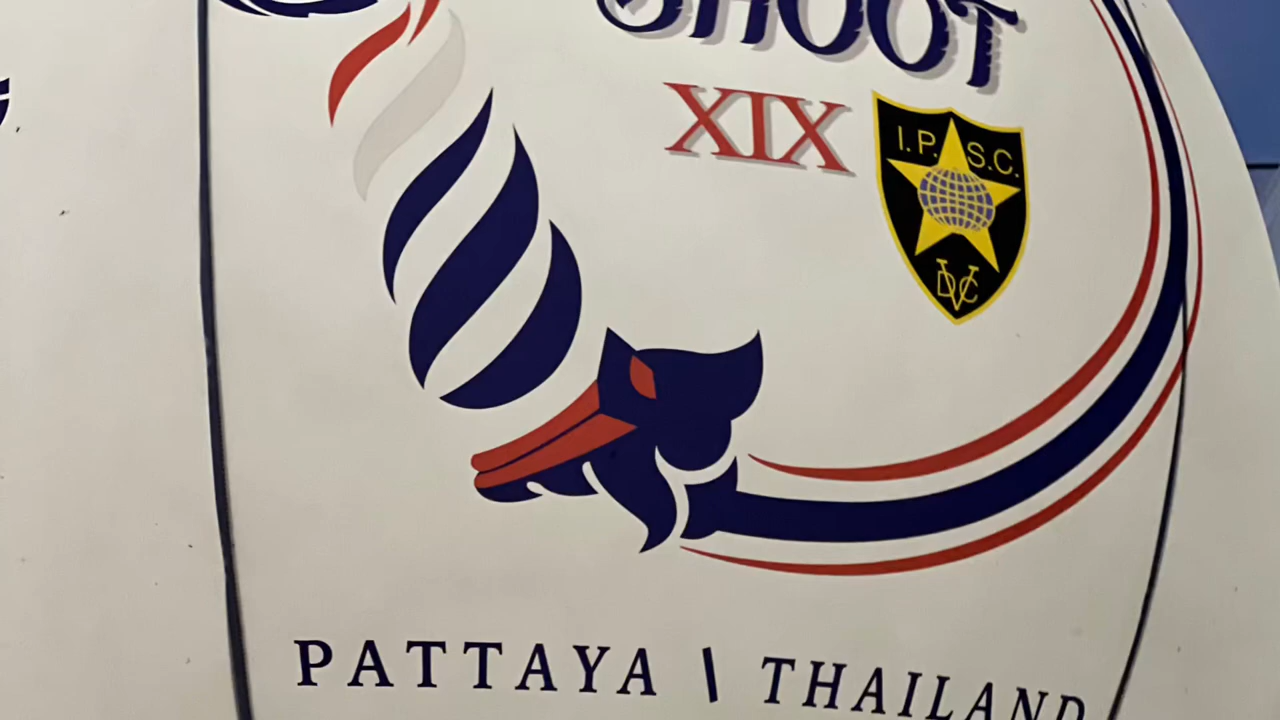 SHOOT
XIX
I.P. S.C.
DVC
PATTAYA | THAILAND